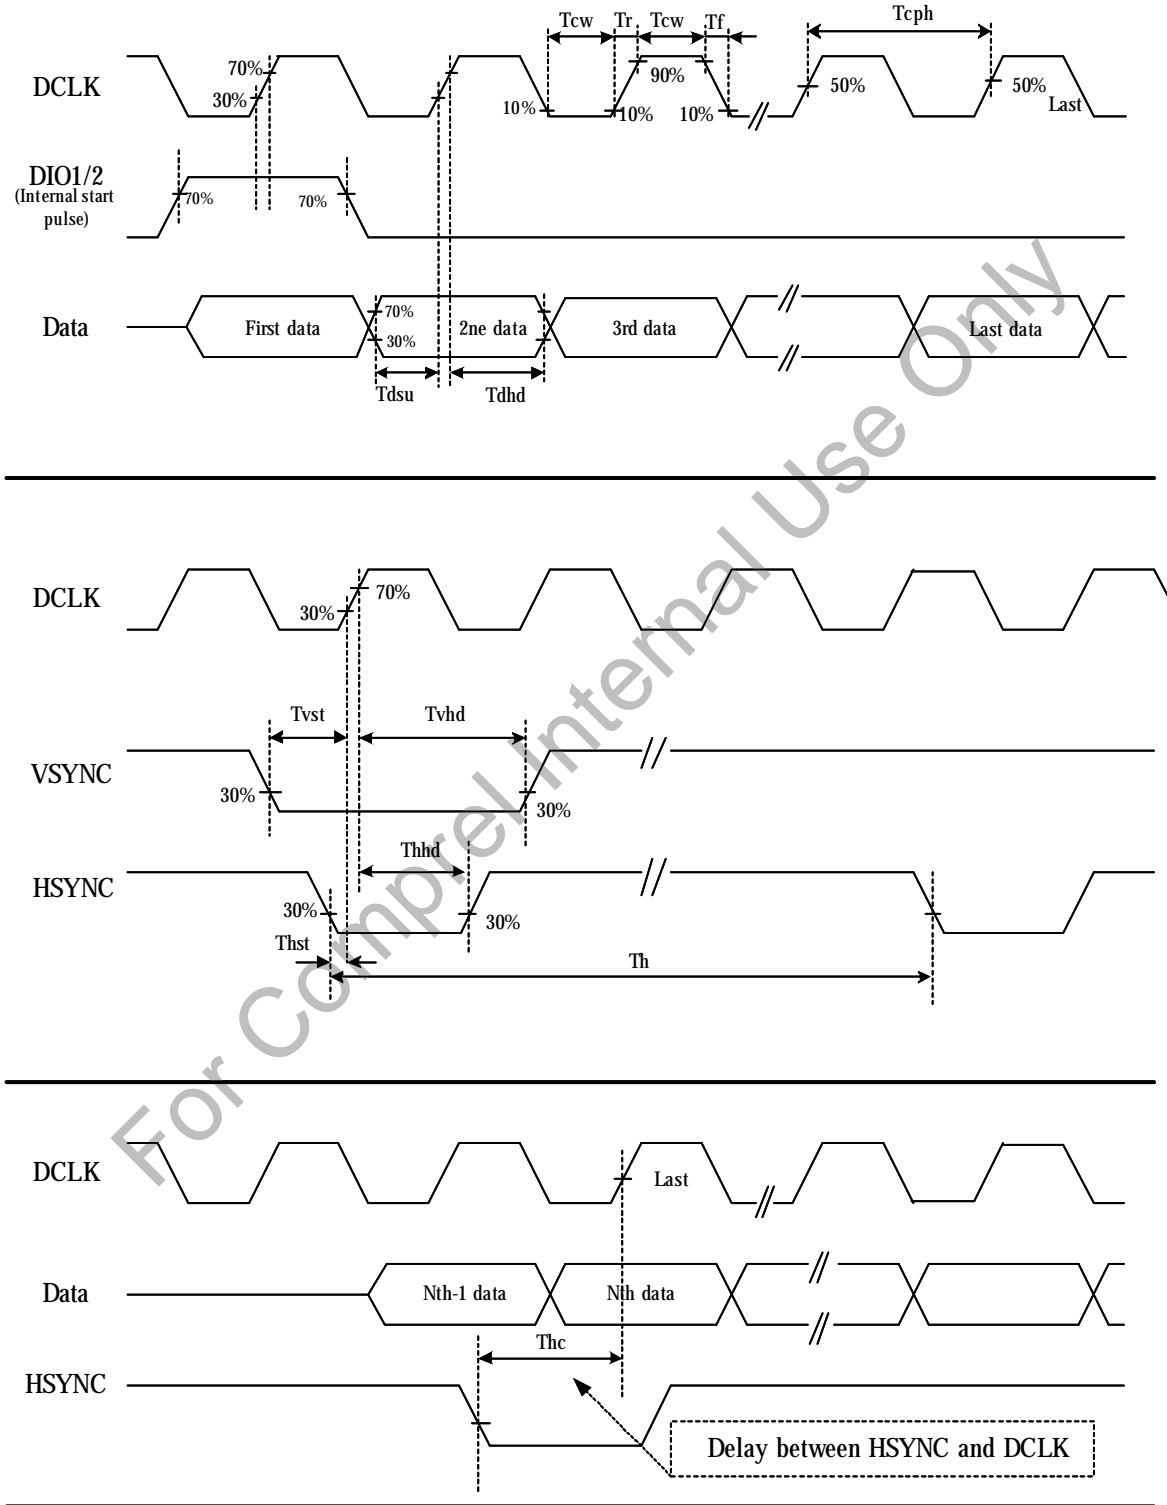 Tcw Tr Tcw Tf Tcph
DCLK
70%
30%
10%
10%
90%
10%
50%
50%
Last
DIO1/2
(Internal start
pulse)
70%
70%
Data
First data
70%
30%
2ne data
3rd data
Last data
Tdsu
Tdhd
DCLK
30%
70%
Tvst
Tvhd
VSYNC
30%
30%
Thhd
HSYNC
30%
30%
Thst
Th
DCLK
Last
Data
Nth-1 data
Nth data
Thc
HSYNC
Delay between HSYNC and DCLK
For Comprel Internal Use Only